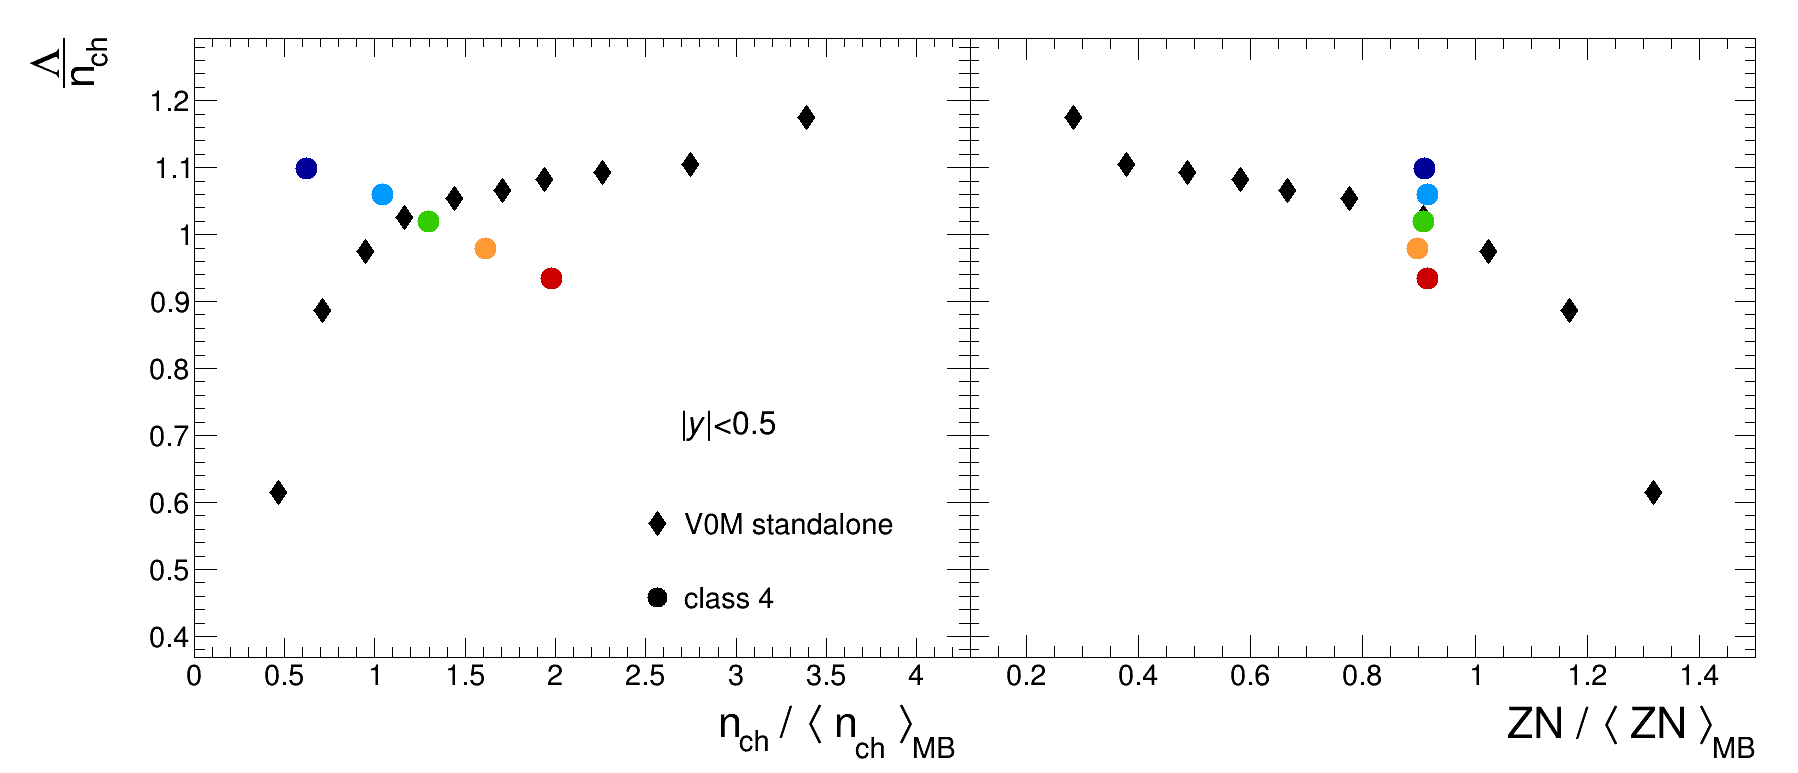 Λ
n_ch
1.2
1.1
1
0.9
0.8
0.7
0.6
0.5
0.4
|y|<0.5
V0M standalone
class 4
0 0.5 1 1.5 2 2.5 3 3.5 4
0.2 0.4 0.6 0.8 1 1.2 1.4
n_ch / ⟨ n_ch ⟩_MB
ZN / ⟨ ZN ⟩_MB